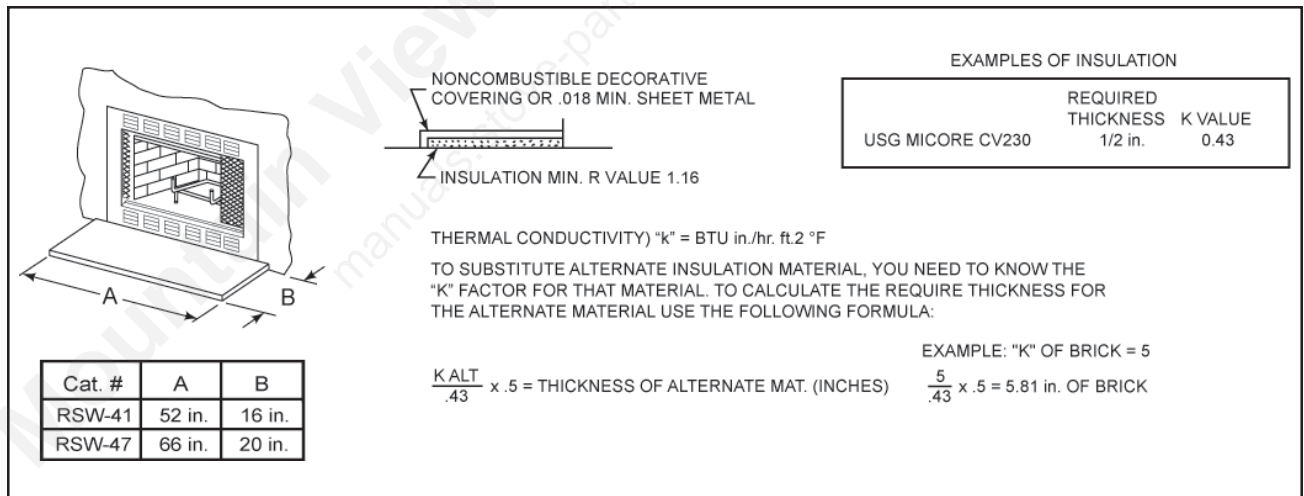 EXAMPLES OF INSULATION
NONCOMBUSTIBLE DECORATIVE
COVERING OR .018 MIN. SHEET METAL
REQUIRED
THICKNESS K VALUE
USG MICORE CV230 1/2 in. 0.43
INSULATION MIN. R VALUE 1.16
THERMAL CONDUCTIVITY) “k” = BTU in./hr. ft.2 °F
TO SUBSTITUTE ALTERNATE INSULATION MATERIAL, YOU NEED TO KNOW THE
“K” FACTOR FOR THAT MATERIAL. TO CALCULATE THE REQUIRE THICKNESS FOR
THE ALTERNATE MATERIAL USE THE FOLLOWING FORMULA:
A
B
EXAMPLE: "K" OF BRICK = 5
K ALT
.43
x .5 = THICKNESS OF ALTERNATE MAT. (INCHES)
5
.43
x .5 = 5.81 in. OF BRICK
Cat. # A B
RSW-41 52 in. 16 in.
RSW-47 66 in. 20 in.
Mountain View
manuals.stove-part